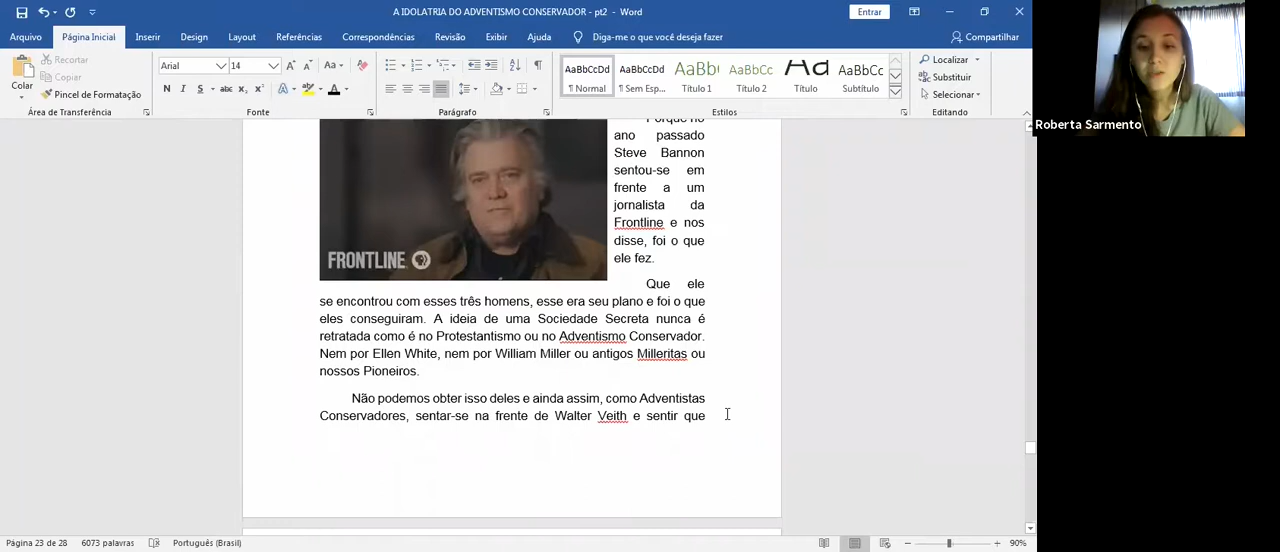 A IDOLATRIA DO ADVENTISMO CONSERVADOR - pt2 - Word
Entrar
Arquivo Página Inicial Inserir Design Layout Referências Correspondências Revisão Exibir Ajuda Diga-me o que você deseja fazer Compartilhar
Colar
Recortar
Copiar
Pincel de Formatação
Área de Transferência
Arial 14 Aa
N I S abc x₂ x² A A
Fonte
Parágrafo
AaBbCcDd AaBbCcDd AaBbC AaBbCc Aa AaBbCc
¶ Normal ¶ Sem Esp... Título 1 Título 2 Título Subtítulo
Estilos
Localizar
Substituir
Selecionar
Editando
Roberta Sarmento
Porque no
ano passado
Steve Bannon
sentou-se em
frente a um
jornalista da
Frontline e nos
disse, foi o que
ele fez.
FRONTLINE PBS
Que ele
se encontrou com esses três homens, esse era seu plano e foi o que
eles conseguiram. A ideia de uma Sociedade Secreta nunca é
retratada como é no Protestantismo ou no Adventismo Conservador.
Nem por Ellen White, nem por William Miller ou antigos Milleritas ou
nossos Pioneiros.
Não podemos obter isso deles e ainda assim, como Adventistas
Conservadores, sentar-se na frente de Walter Veith e sentir que
Página 23 de 28 6073 palavras Português (Brasil) 90%